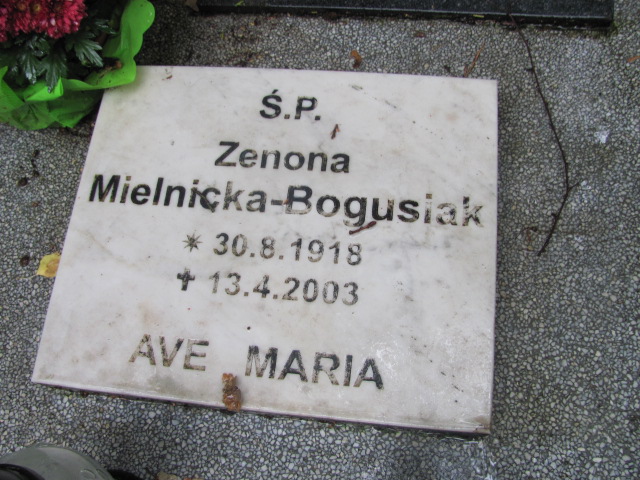 Ś.P.
Zenona
Mielnicka-Bogusiak
* 30.8.1918
✝ 13.4.2003
AVE MARIA